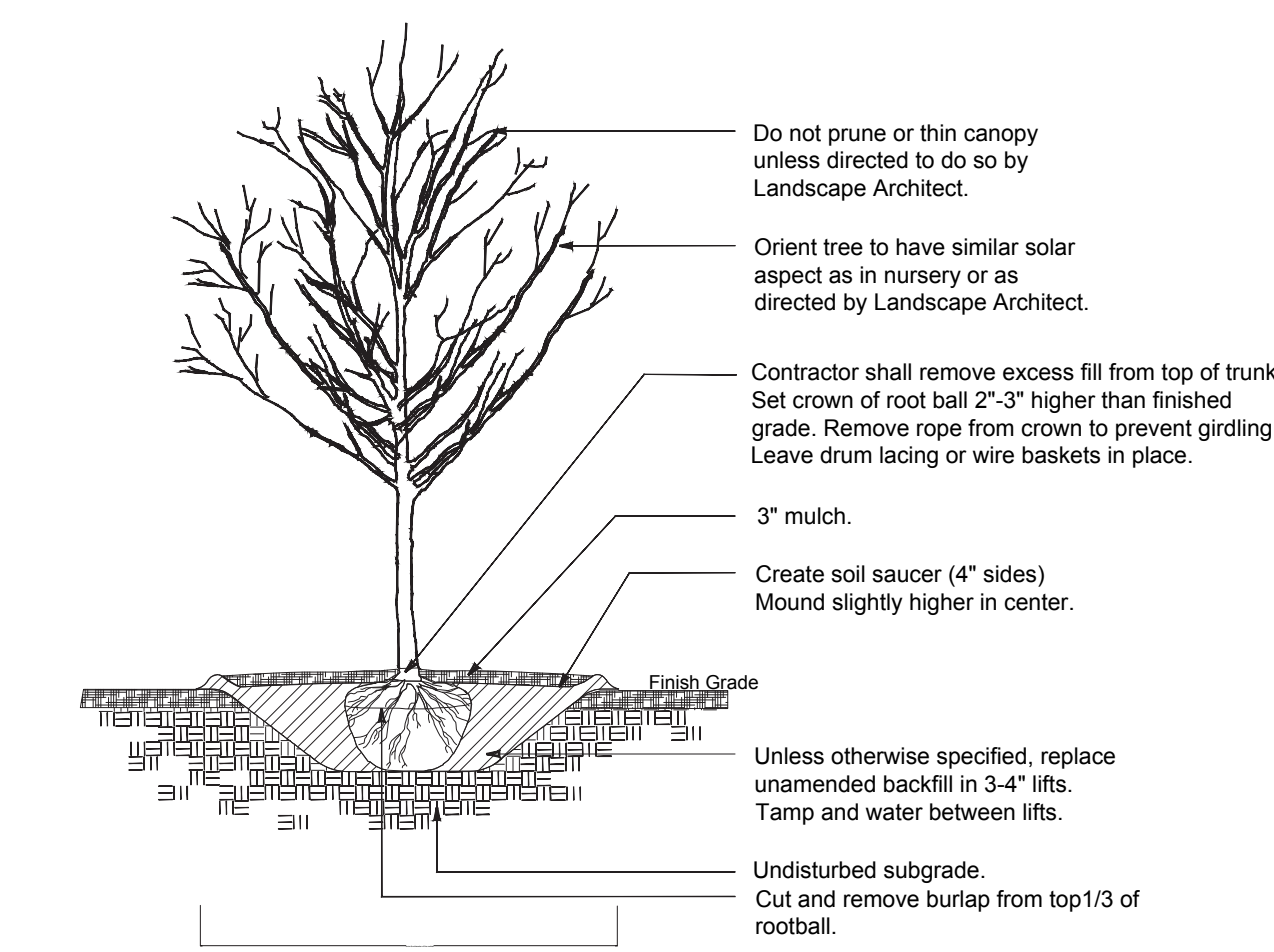 Do not prune or thin canopy
unless directed to do so by
Landscape Architect.
Orient tree to have similar solar
aspect as in nursery or as
directed by Landscape Architect.
Contractor shall remove excess fill from top of trunk
Set crown of root ball 2"-3" higher than finished
grade. Remove rope from crown to prevent girdling
Leave drum lacing or wire baskets in place.
3" mulch.
Create soil saucer (4" sides)
Mound slightly higher in center.
Finish Grade
Unless otherwise specified, replace
unamended backfill in 3-4" lifts.
Tamp and water between lifts.
Undisturbed subgrade.
Cut and remove burlap from top1/3 of
rootball.